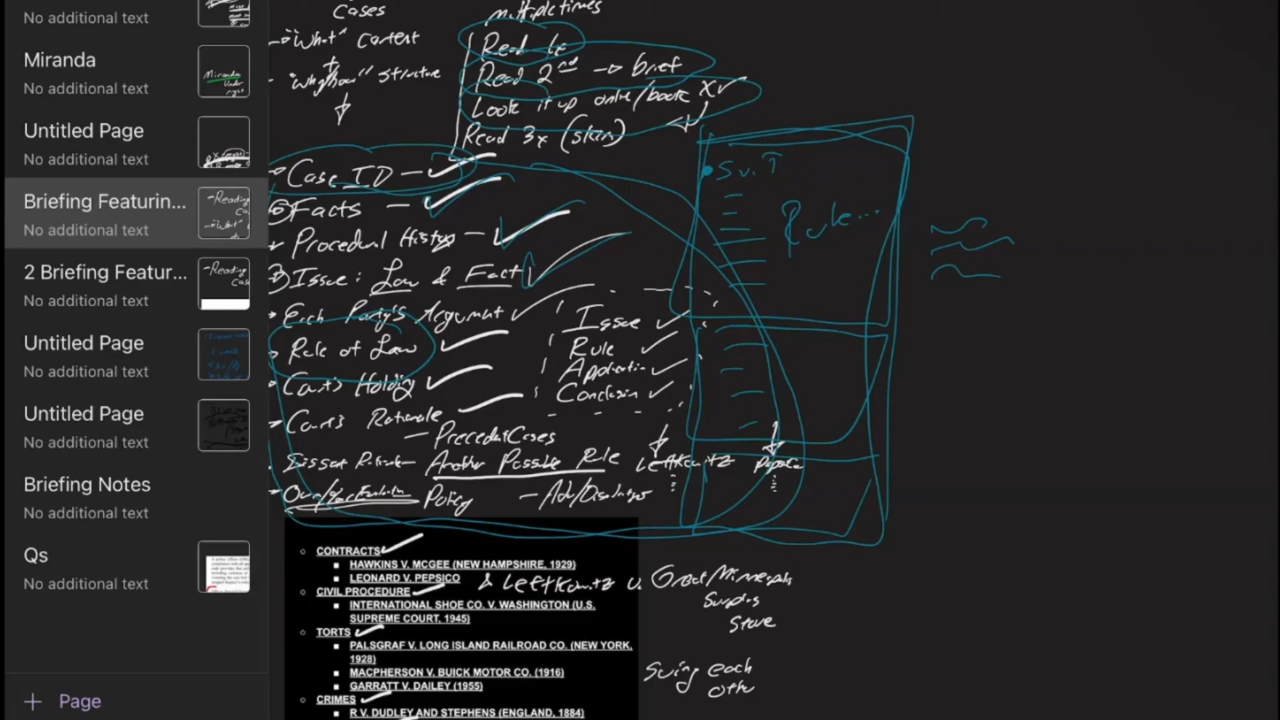 No additional text
Miranda
No additional text
Untitled Page
No additional text
Briefing Featurin...
No additional text
2 Briefing Featur...
No additional text
Untitled Page
No additional text
Untitled Page
No additional text
Briefing Notes
No additional text
Qs
No additional text
+ Page
Cases
- "What" Content
+
- "Why/how" Structure
multiple times
Read 1x
Read 2nd → brief
Look it up online/book X✓
Read 3x (skim)
Case ID -
Facts -
Procedural History -
Issue: Law & Fact
Each Party's Argument
Rule of Law
Court's Holding
Court's Rationale
- Precedent Cases
Dissent Rationale - Another Possible Rule
Policy - Adv/Disadvantages
Issue
Rule
Application
Conclusion
Leftkowitz
Pepsico
S v. T
Rule...
CONTRACTS
HAWKINS V. MCGEE (NEW HAMPSHIRE, 1929)
LEONARD V. PEPSICO & Leftkowitz v. Great Minneapolis
Surplus
Store
CIVIL PROCEDURE
INTERNATIONAL SHOE CO. V. WASHINGTON (U.S.
SUPREME COURT, 1945)
TORTS
PALSGRAF V. LONG ISLAND RAILROAD CO. (NEW YORK,
1928)
MACPHERSON V. BUICK MOTOR CO. (1916)
GARRATT V. DAILEY (1955)
CRIMES
R V. DUDLEY AND STEPHENS (ENGLAND, 1884)
Suing each
other